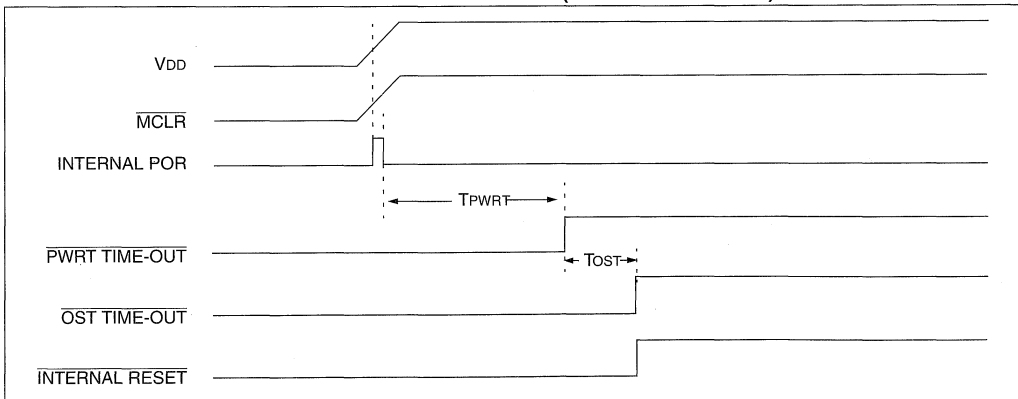 VDD
MCLR
INTERNAL POR
TPWRT
PWRT TIME-OUT
TOST
OST TIME-OUT
INTERNAL RESET